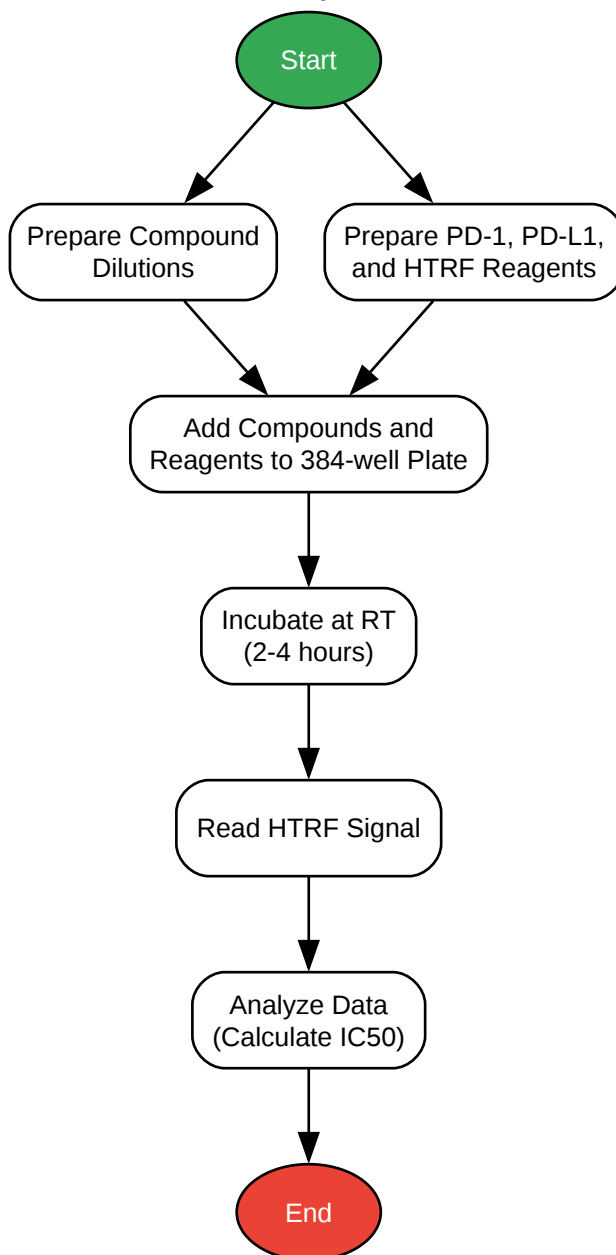 Start
Prepare Compound
Dilutions
Prepare PD-1, PD-L1,
and HTRF Reagents
Add Compounds and
Reagents to 384-well Plate
Incubate at RT
(2-4 hours)
Read HTRF Signal
Analyze Data
(Calculate IC50)
End